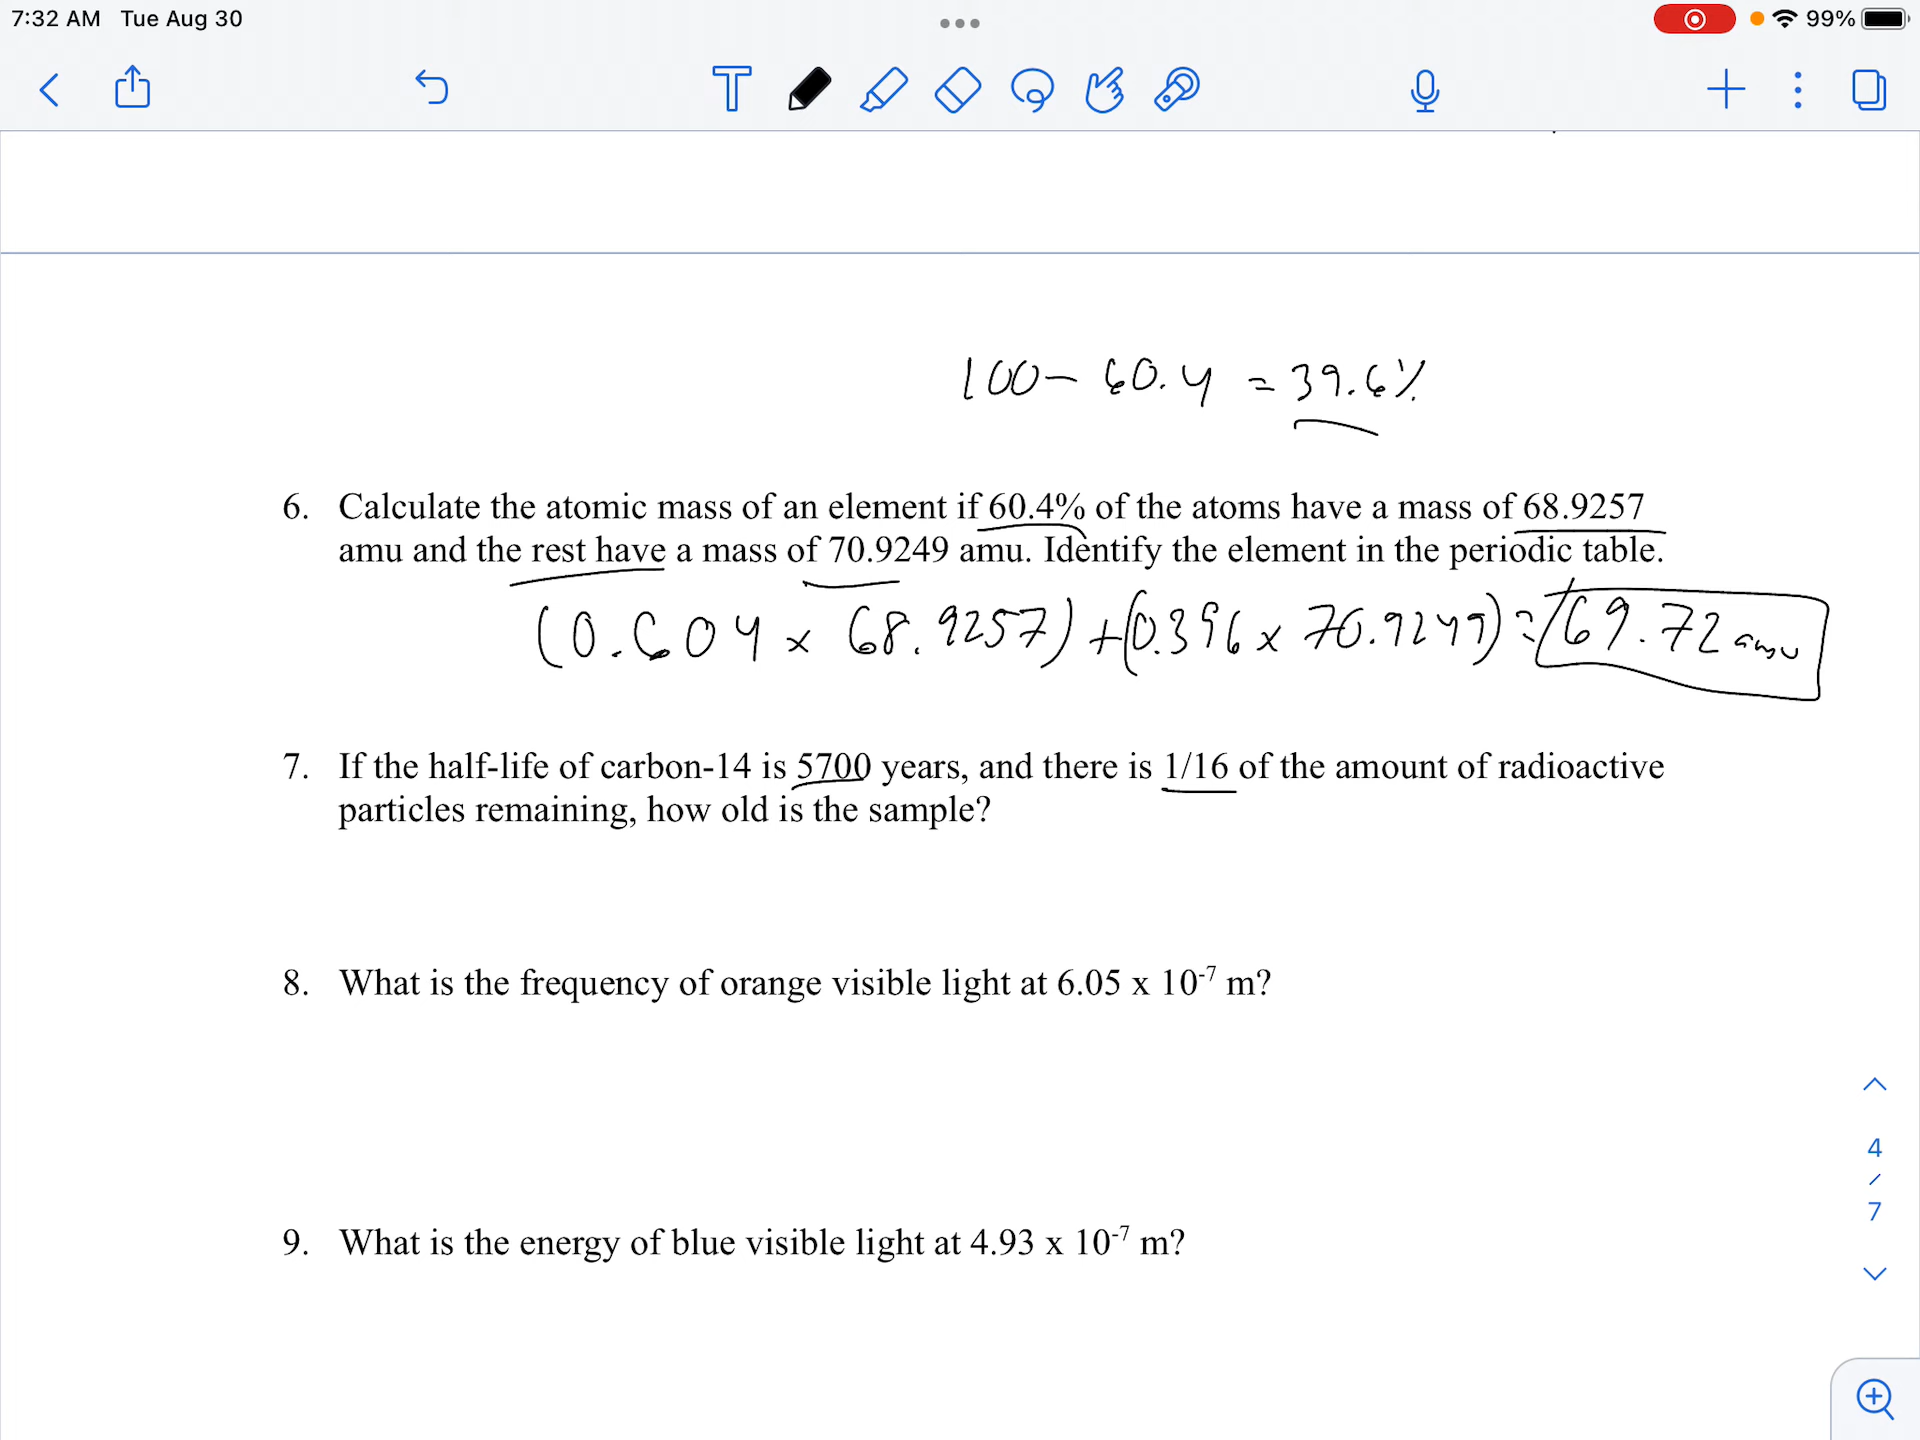 7:32 AM Tue Aug 30
99%
T
100 - 60.4 = 39.6%
6. Calculate the atomic mass of an element if 60.4% of the atoms have a mass of 68.9257
amu and the rest have a mass of 70.9249 amu. Identify the element in the periodic table.
(0.604 x 68.9257) + (0.396 x 70.9249) = 69.72 amu
7. If the half-life of carbon-14 is 5700 years, and there is 1/16 of the amount of radioactive
particles remaining, how old is the sample?
8. What is the frequency of orange visible light at 6.05 x 10⁻⁷ m?
4
/
7
9. What is the energy of blue visible light at 4.93 x 10⁻⁷ m?